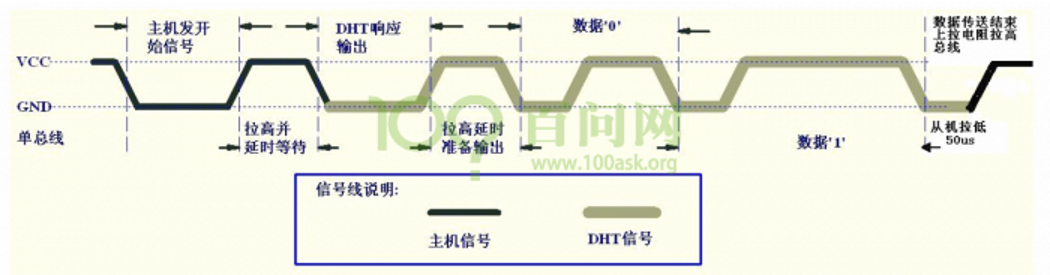 主机发开
始信号
DHT响应
输出
数据'0'
数据传送结束
上拉电阻拉高
总线
VCC
GND
单总线
拉高并
延时等待
拉高延时
准备输出
数据'1'
从机拉低
50us
100?百问网
www.100ask.org
信号线说明:
主机信号
DHT信号